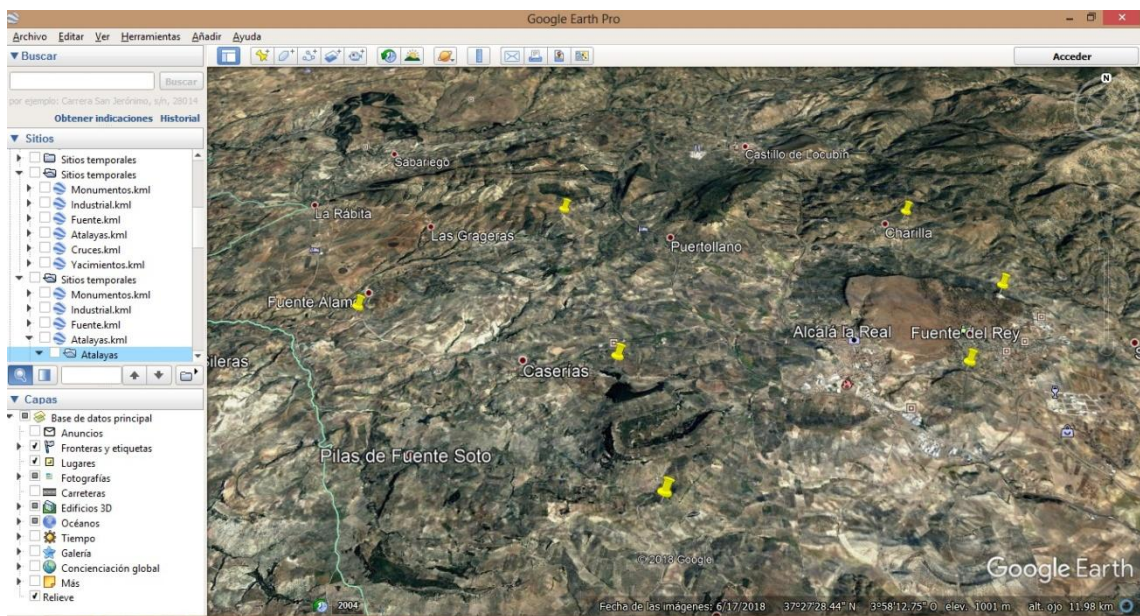 Google Earth Pro
Archivo Editar Ver Herramientas Añadir Ayuda
Buscar
Buscar
por ejemplo: Carrera San Jerónimo, s/n, 28014
Obtener indicaciones Historial
Sitios
Sitios temporales
Sitios temporales
Monumentos.kml
Industrial.kml
Fuente.kml
Atalayas.kml
Cruces.kml
Yacimientos.kml
Sitios temporales
Monumentos.kml
Industrial.kml
Fuente.kml
Atalayas.kml
Atalayas
Capas
Base de datos principal
Anuncios
Fronteras y etiquetas
Lugares
Fotografías
Carreteras
Edificios 3D
Océanos
Tiempo
Galería
Concienciación global
Más
Relieve
Acceder
N
Sabariego
Castillo de Locubín
La Rábita
Las Grageras
Puertollano
Charilla
Fuente Álamo
Alcalá la Real
Fuente del Rey
ileras
Caserías
Pilas de Fuente Soto
© 2018 Google
Google Earth
2004
Fecha de las imágenes: 6/17/2018 37°27'28.44" N 3°58'12.75" O elev. 1001 m alt. ojo 11.98 km